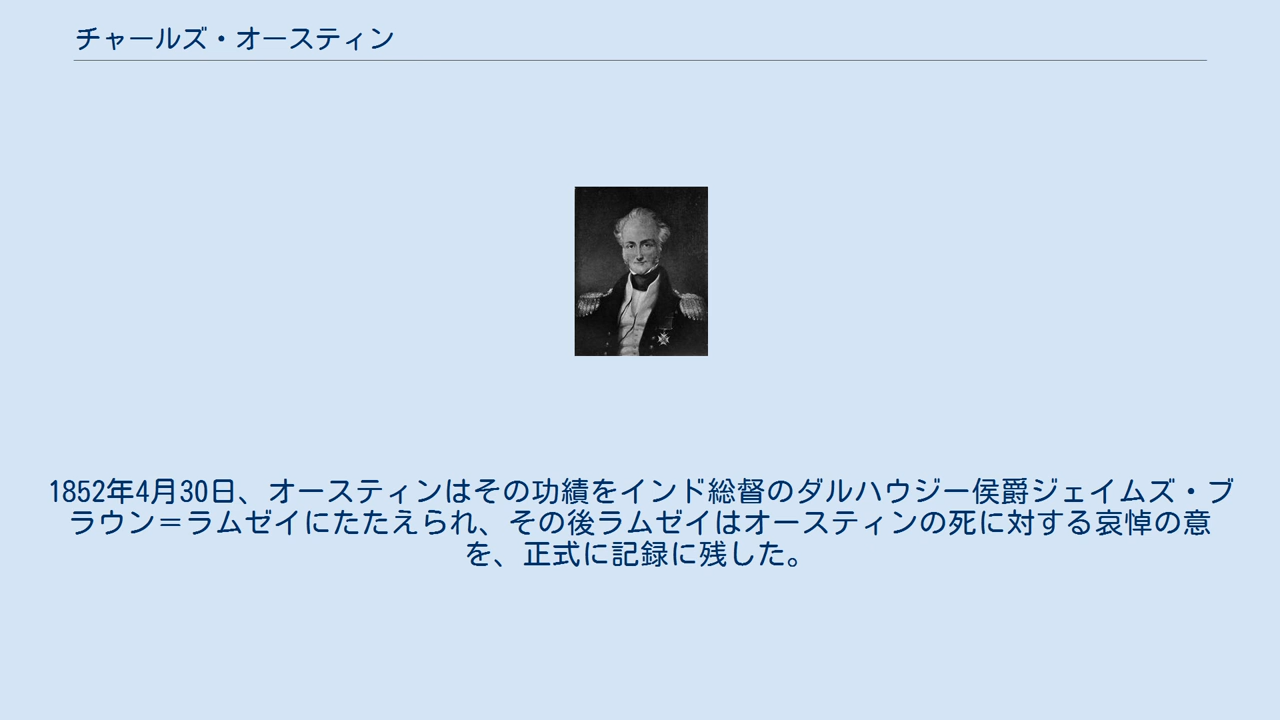 チャールズ・オースティン
1852年4月30日、オースティンはその功績をインド総督のダルハウジー侯爵ジェイムズ・ブ
ラウン＝ラムゼイにたたえられ、その後ラムゼイはオースティンの死に対する哀悼の意
を、正式に記録に残した。